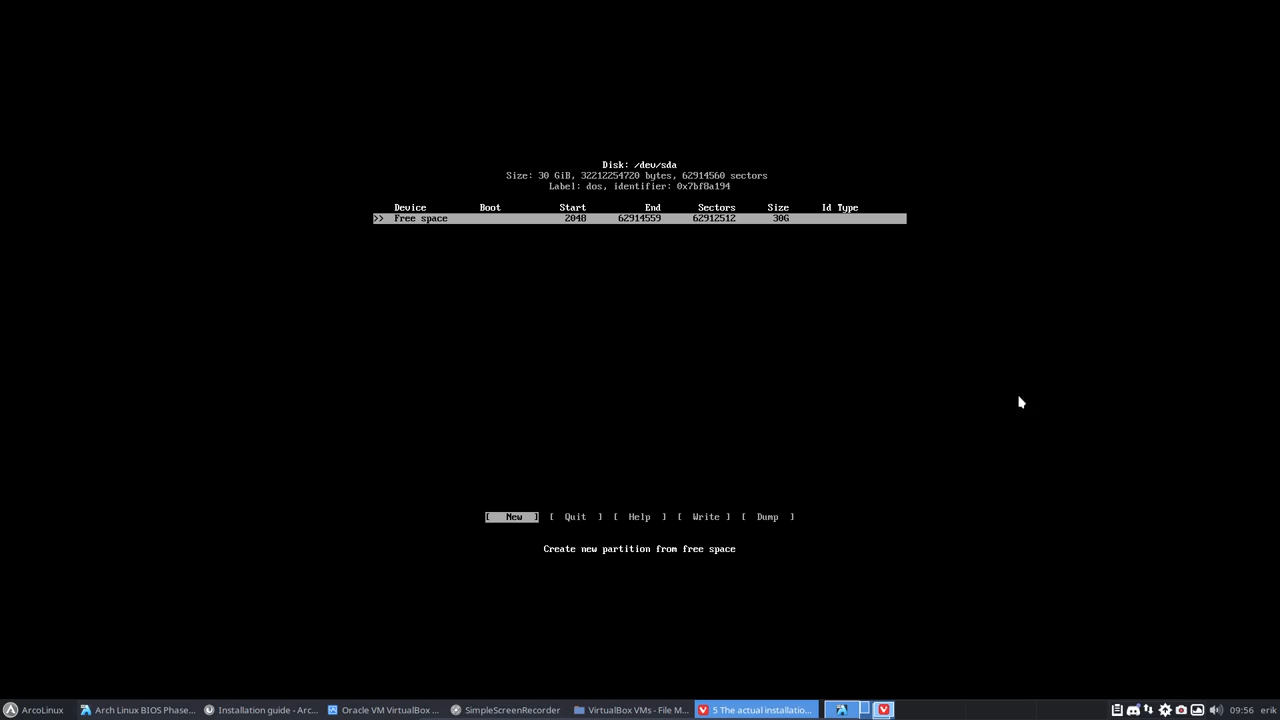 Disk: /dev/sda
Size: 30 GiB, 32212254720 bytes, 62914560 sectors
Label: dos, identifier: 0x7bf8a194
Device Boot Start End Sectors Size Id Type
>> Free space 2048 62914559 62912512 30G
[ New ] [ Quit ] [ Help ] [ Write ] [ Dump ]
Create new partition from free space
ArcoLinux Arch Linux BIOS Phase... Installation guide - Arc... Oracle VM VirtualBox ... SimpleScreenRecorder VirtualBox VMs - File M... 5 The actual installatio... 09:56 erik